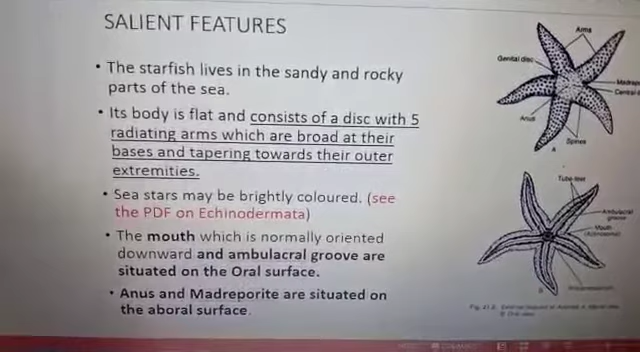 SALIENT FEATURES
• The starfish lives in the sandy and rocky
parts of the sea.
• Its body is flat and consists of a disc with 5
radiating arms which are broad at their
bases and tapering towards their outer
extremities.
• Sea stars may be brightly coloured. (see
the PDF on Echinodermata)
• The mouth which is normally oriented
downward and ambulacral groove are
situated on the Oral surface.
• Anus and Madreporite are situated on
the aboral surface.
Arms
Genital disc
Anus
Spines
A
Tube feet
Ambulacral
groove
Mouth